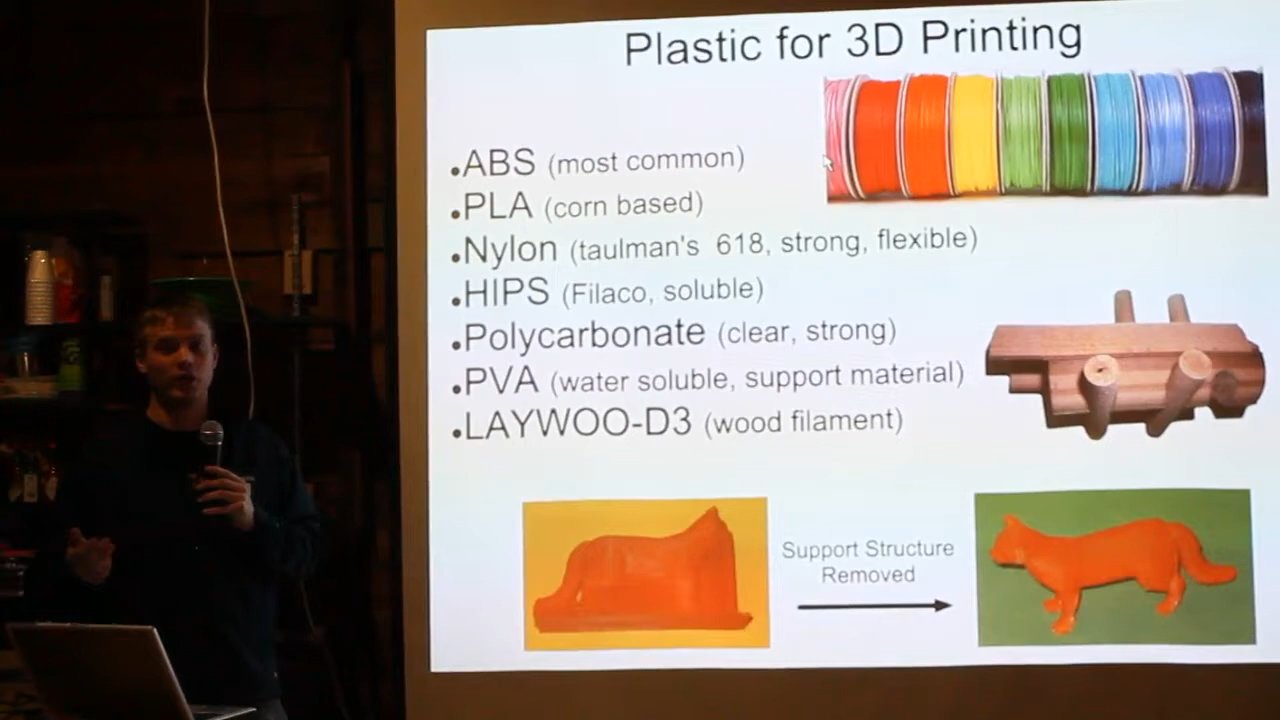 Plastic for 3D Printing
.ABS (most common)
.PLA (corn based)
.Nylon (taulman's 618, strong, flexible)
.HIPS (Filaco, soluble)
.Polycarbonate (clear, strong)
.PVA (water soluble, support material)
.LAYWOO-D3 (wood filament)
Support Structure
Removed